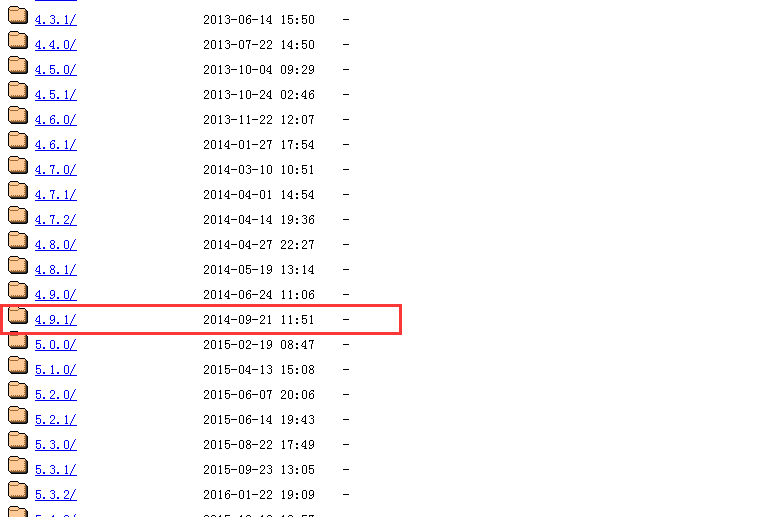 4.3.1/ 2013-06-14 15:50 -
4.4.0/ 2013-07-22 14:50 -
4.5.0/ 2013-10-04 09:29 -
4.5.1/ 2013-10-24 02:46 -
4.6.0/ 2013-11-22 12:07 -
4.6.1/ 2014-01-27 17:54 -
4.7.0/ 2014-03-10 10:51 -
4.7.1/ 2014-04-01 14:54 -
4.7.2/ 2014-04-14 19:36 -
4.8.0/ 2014-04-27 22:27 -
4.8.1/ 2014-05-19 13:14 -
4.9.0/ 2014-06-24 11:06 -
4.9.1/ 2014-09-21 11:51 -
5.0.0/ 2015-02-19 08:47 -
5.1.0/ 2015-04-13 15:08 -
5.2.0/ 2015-06-07 20:06 -
5.2.1/ 2015-06-14 19:43 -
5.3.0/ 2015-08-22 17:49 -
5.3.1/ 2015-09-23 13:05 -
5.3.2/ 2016-01-22 19:09 -